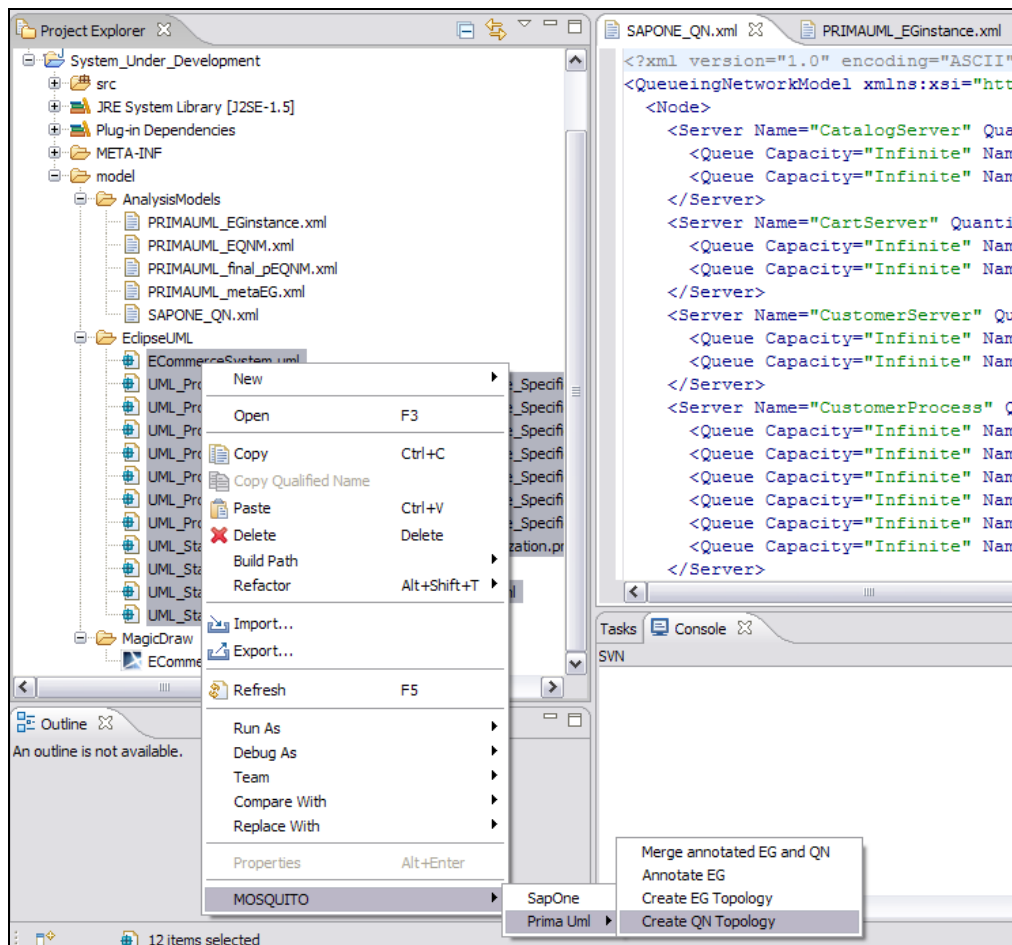 Project Explorer
System_Under_Development
src
JRE System Library [J2SE-1.5]
Plug-in Dependencies
META-INF
model
AnalysisModels
PRIMAUML_EGinstance.xml
PRIMAUML_EQNM.xml
PRIMAUML_final_pEQNM.xml
PRIMAUML_metaEG.xml
SAPONE_QN.xml
EclipseUML
ECommerceSystem.uml
UML_Pro e_Specifi
UML_Pro e_Specifi
UML_Pro e_Specifi
UML_Pro e_Specifi
UML_Pro e_Specifi
UML_Pro e_Specifi
UML_Pro e_Specifi
UML_Sta zation.pr
UML_Sta
UML_Sta l
UML_Sta
MagicDraw
EComme
New
Open F3
Copy Ctrl+C
Copy Qualified Name
Paste Ctrl+V
Delete Delete
Build Path
Refactor Alt+Shift+T
Import...
Export...
Refresh F5
Run As
Debug As
Team
Compare With
Replace With
Properties Alt+Enter
MOSQUITO
SapOne
Prima Uml
Merge annotated EG and QN
Annotate EG
Create EG Topology
Create QN Topology
Outline
An outline is not available.
12 items selected
SAPONE_QN.xml PRIMAUML_EGinstance.xml
<?xml version="1.0" encoding="ASCII"
<QueueingNetworkModel xmlns:xsi="htt
<Node>
<Server Name="CatalogServer" Qua
<Queue Capacity="Infinite" Nam
<Queue Capacity="Infinite" Nam
</Server>
<Server Name="CartServer" Quanti
<Queue Capacity="Infinite" Nam
<Queue Capacity="Infinite" Nam
</Server>
<Server Name="CustomerServer" Qu
<Queue Capacity="Infinite" Nam
<Queue Capacity="Infinite" Nam
</Server>
<Server Name="CustomerProcess" Q
<Queue Capacity="Infinite" Nam
<Queue Capacity="Infinite" Nam
<Queue Capacity="Infinite" Nam
<Queue Capacity="Infinite" Nam
<Queue Capacity="Infinite" Nam
<Queue Capacity="Infinite" Nam
</Server>
Tasks Console
SVN